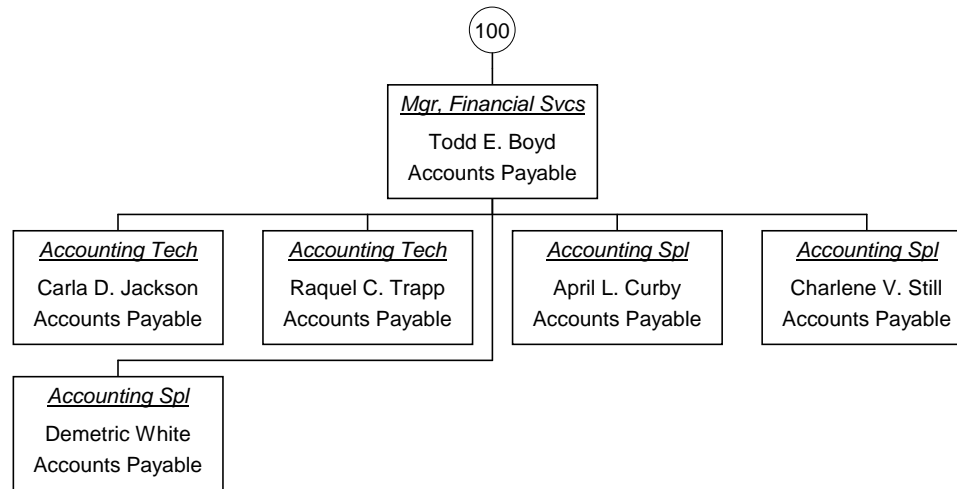 100
Mgr, Financial Svcs
Todd E. Boyd
Accounts Payable
Accounting Tech
Carla D. Jackson
Accounts Payable
Accounting Tech
Raquel C. Trapp
Accounts Payable
Accounting Spl
April L. Curby
Accounts Payable
Accounting Spl
Charlene V. Still
Accounts Payable
Accounting Spl
Demetric White
Accounts Payable